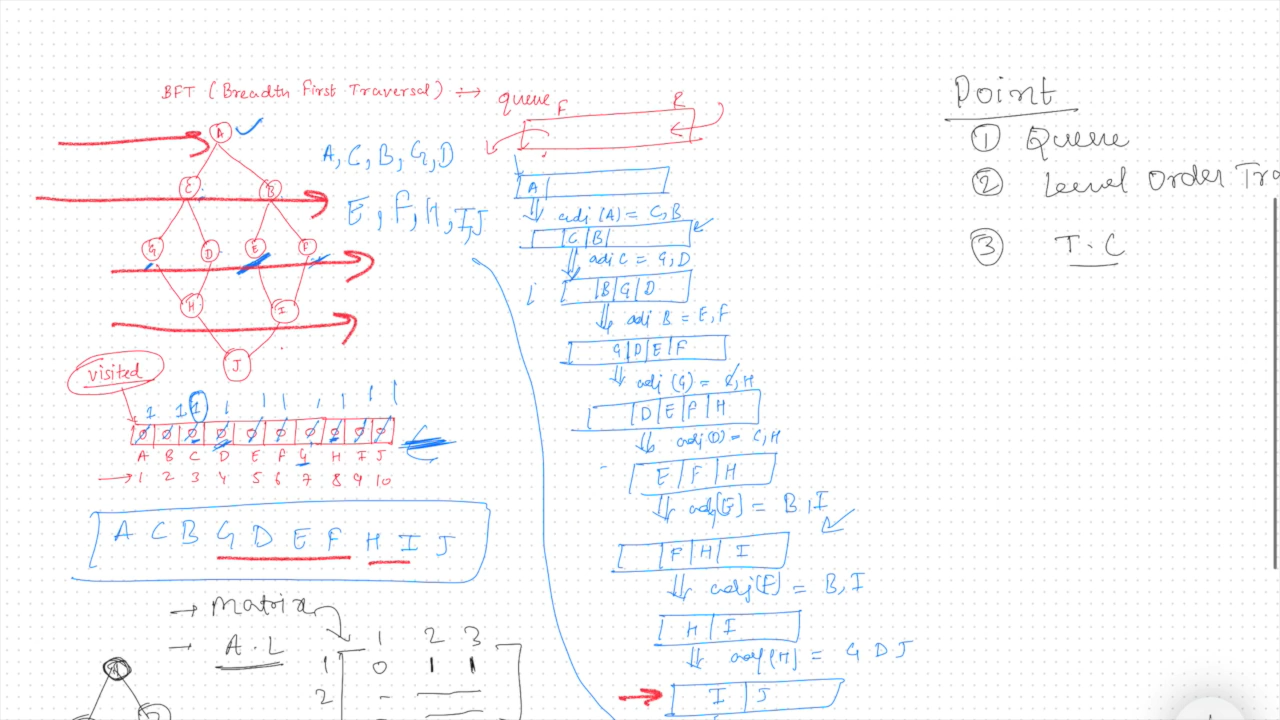 BFT (Breadth First Traversal) :→
queue
F
R
A
A, C, B, G, D
B
E, F, H, I, J
G
D
E
F
H
I
J
visited
1 1 1 1 1 1 1 1 1 1
0 0 0 0 0 0 0 0 0 0
A B C D E F G H I J
→ 1 2 3 4 5 6 7 8 9 10
A C B G D E F H I J
→ Matrix
→ A.L
1 2 3
1 0 1 1
2 -
A
A
adj (A) = C, B
C B
adj C = G, D
B G D
adj B = E, F
G D E F
adj (G) = C, H
D E F H
adj(D) = C, H
E F H
adj(E) = B, I
F H I
adj(F) = B, I
H I
adj(H) = G D J
I J
Point
① Queue
② Level Order Tra
③ T.C